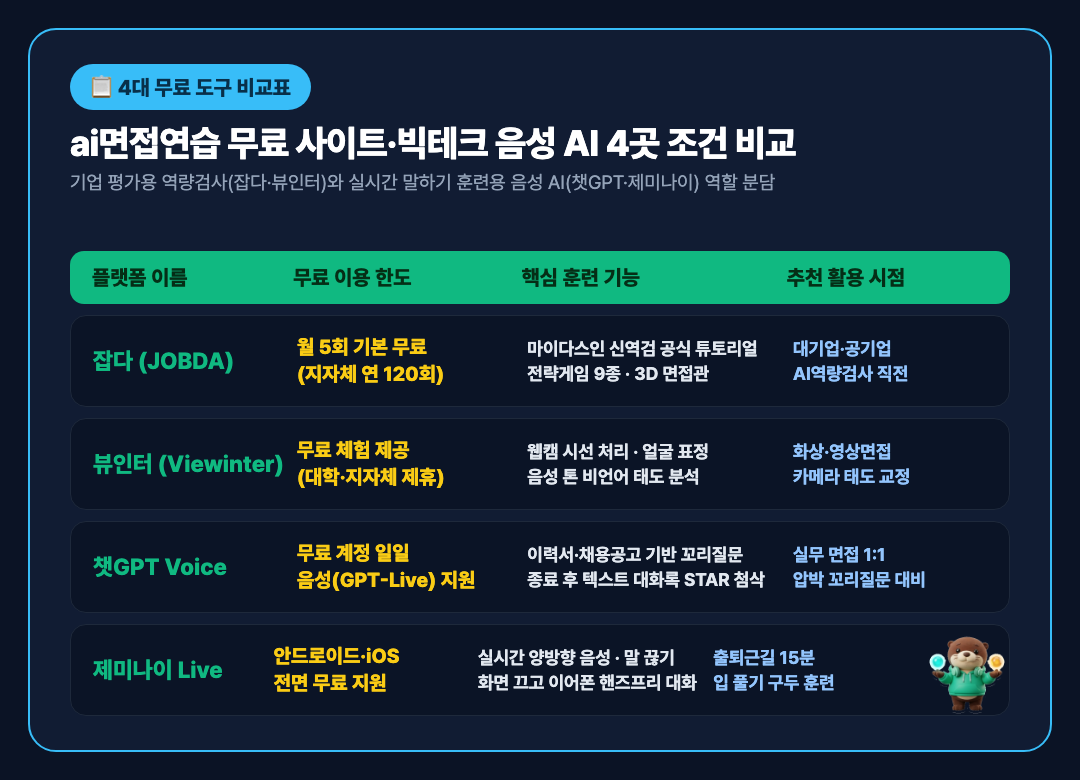 📋 4대 무료 도구 비교표
ai면접연습 무료 사이트·빅테크 음성 AI 4곳 조건 비교
기업 평가용 역량검사(잡다·뷰인터)와 실시간 말하기 훈련용 음성 AI(챗GPT·제미나이) 역할 분담
플랫폼 이름 무료 이용 한도 핵심 훈련 기능 추천 활용 시점
잡다 (JOBDA)
월 5회 기본 무료
(지자체 연 120회)
마이다스인 신역검 공식 튜토리얼
전략게임 9종 · 3D 면접관
대기업·공기업
AI역량검사 직전
뷰인터 (Viewinter)
무료 체험 제공
(대학·지자체 제휴)
웹캠 시선 처리 · 얼굴 표정
음성 톤 비언어 태도 분석
화상·영상면접
카메라 태도 교정
챗GPT Voice
무료 계정 일일
음성(GPT-Live) 지원
이력서·채용공고 기반 꼬리질문
종료 후 텍스트 대화록 STAR 첨삭
실무 면접 1:1
압박 꼬리질문 대비
제미나이 Live
안드로이드·iOS
전면 무료 지원
실시간 양방향 음성 · 말 끊기
화면 끄고 이어폰 핸즈프리 대화
출퇴근길 15분
입 풀기 구두 훈련